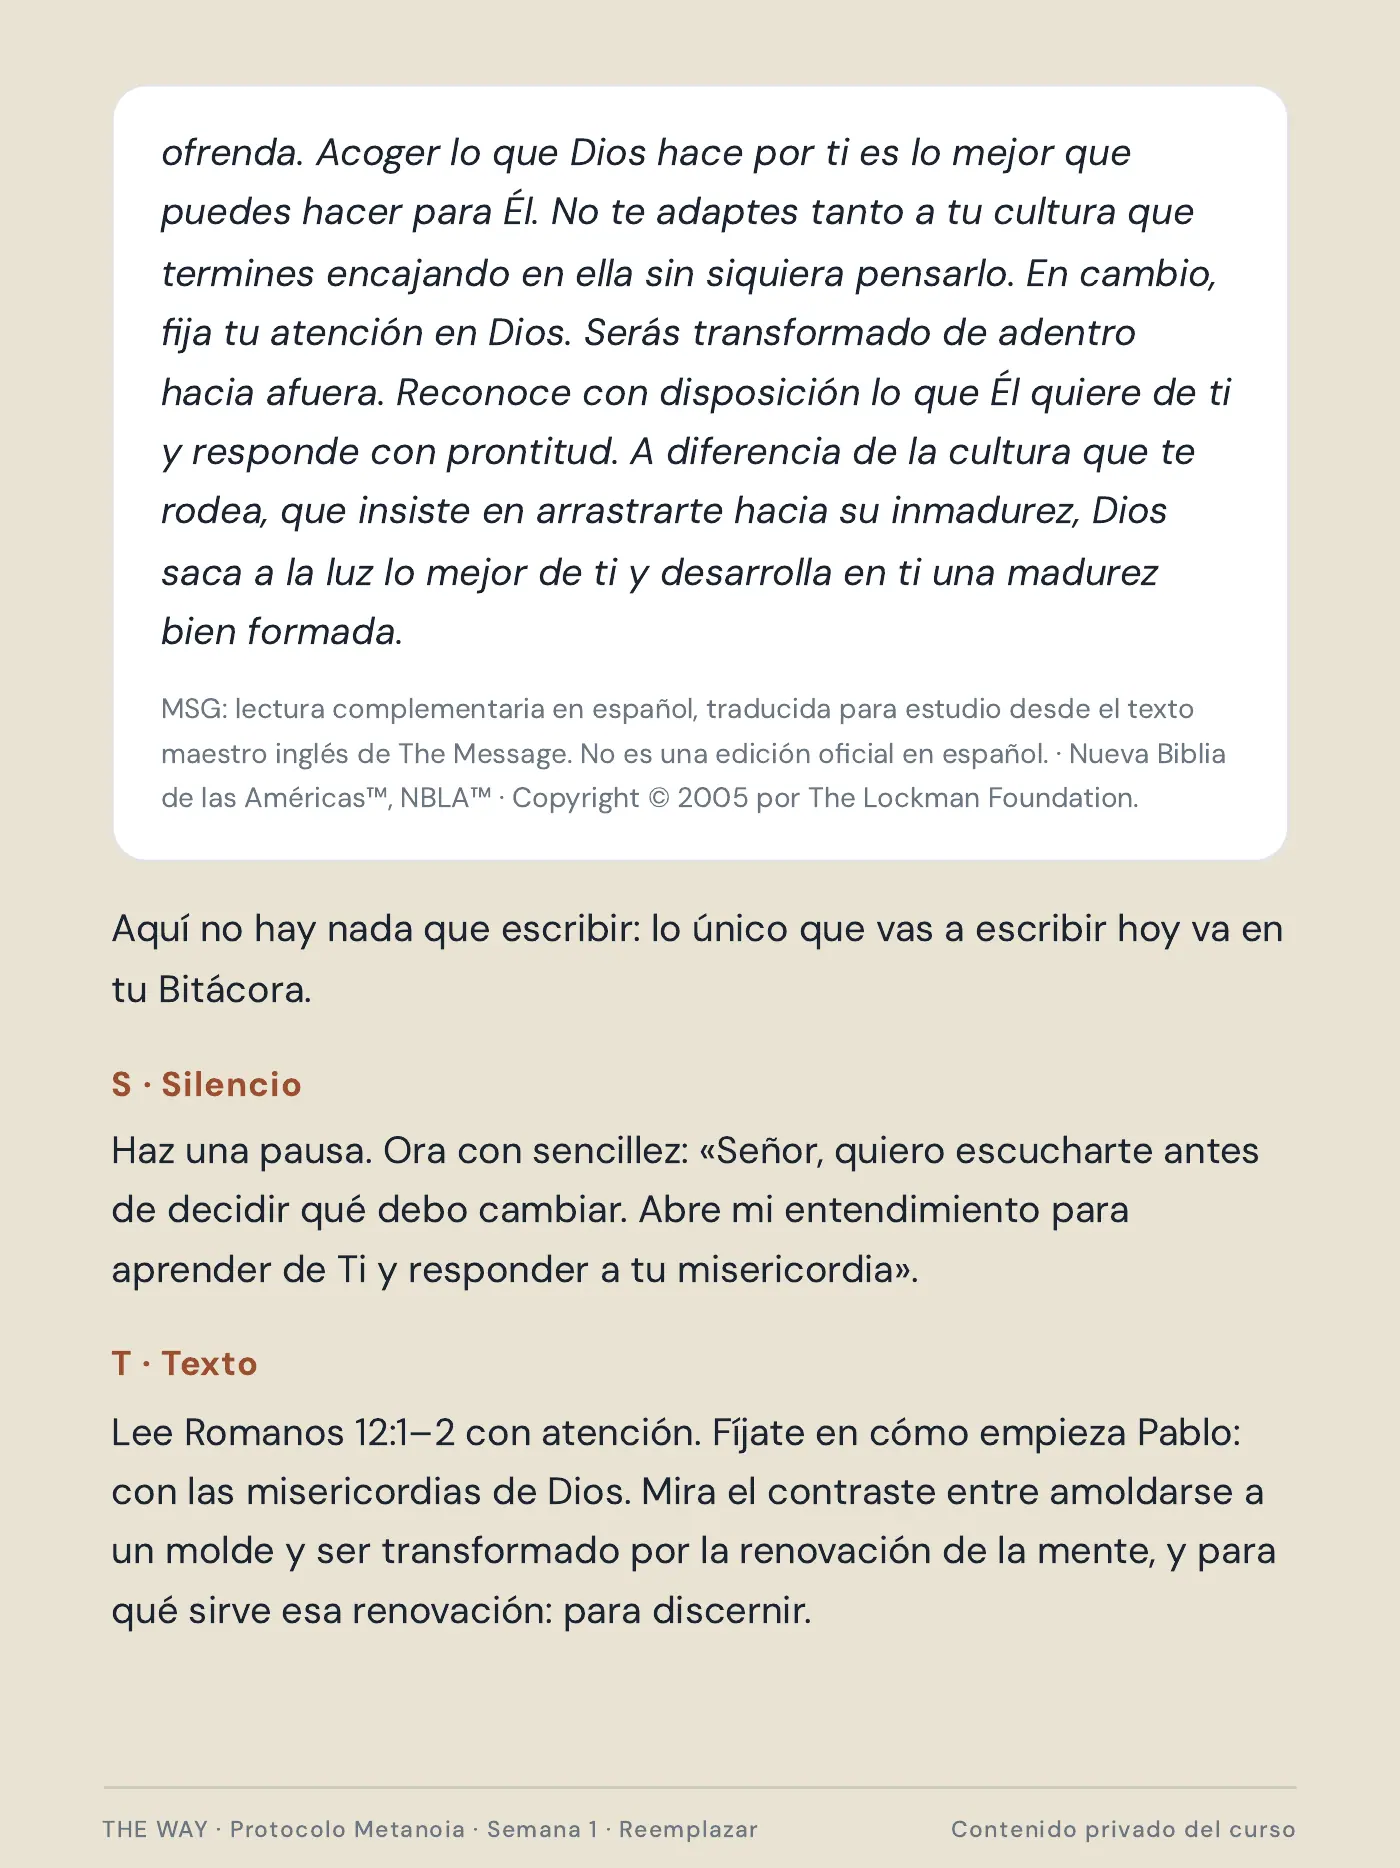 ofrenda. Acoger lo que Dios hace por ti es lo mejor que
puedes hacer para Él. No te adaptes tanto a tu cultura que
termines encajando en ella sin siquiera pensarlo. En cambio,
fija tu atención en Dios. Serás transformado de adentro
hacia afuera. Reconoce con disposición lo que Él quiere de ti
y responde con prontitud. A diferencia de la cultura que te
rodea, que insiste en arrastrarte hacia su inmadurez, Dios
saca a la luz lo mejor de ti y desarrolla en ti una madurez
bien formada.
MSG: lectura complementaria en español, traducida para estudio desde el texto
maestro inglés de The Message. No es una edición oficial en español. · Nueva Biblia
de las Américas™, NBLA™ · Copyright © 2005 por The Lockman Foundation.
Aquí no hay nada que escribir: lo único que vas a escribir hoy va en
tu Bitácora.
S · Silencio
Haz una pausa. Ora con sencillez: «Señor, quiero escucharte antes
de decidir qué debo cambiar. Abre mi entendimiento para
aprender de Ti y responder a tu misericordia».
T · Texto
Lee Romanos 12:1–2 con atención. Fíjate en cómo empieza Pablo:
con las misericordias de Dios. Mira el contraste entre amoldarse a
un molde y ser transformado por la renovación de la mente, y para
qué sirve esa renovación: para discernir.
THE WAY · Protocolo Metanoia · Semana 1 · Reemplazar
Contenido privado del curso